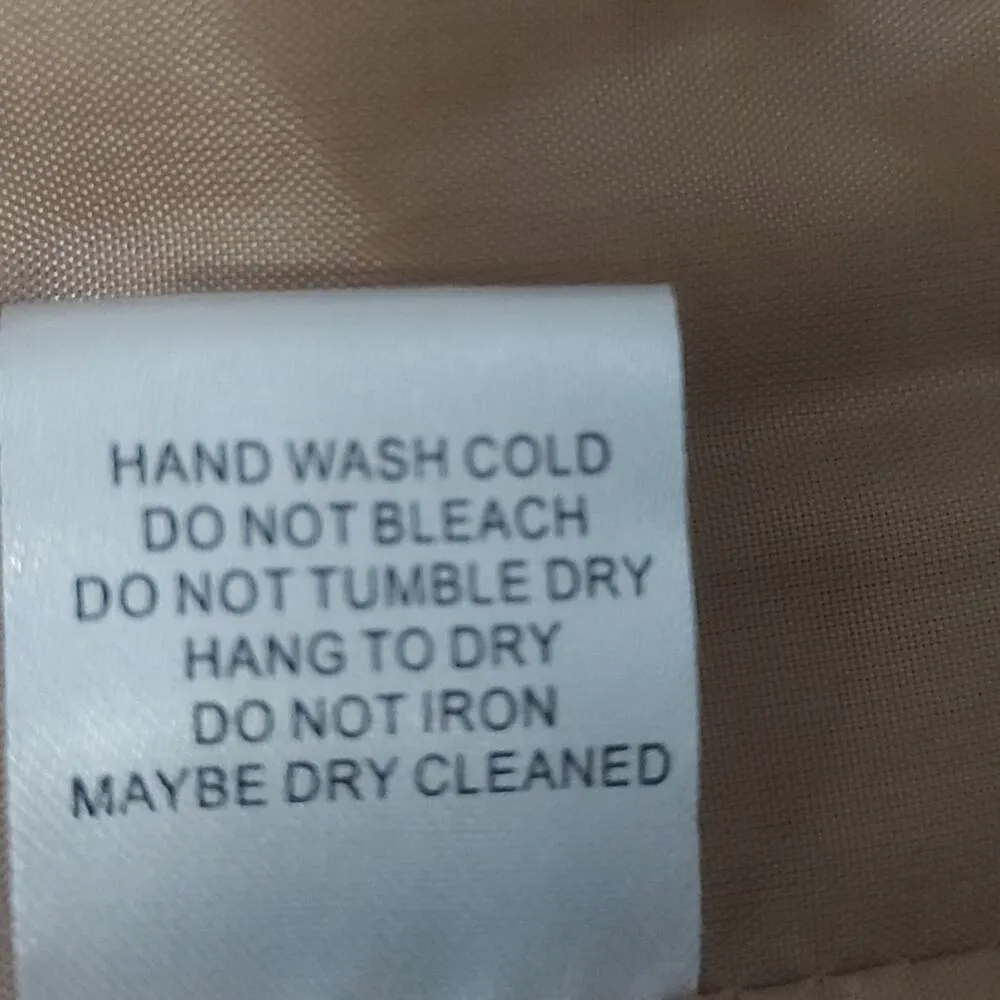 HAND WASH COLD
DO NOT BLEACH
DO NOT TUMBLE DRY
HANG TO DRY
DO NOT IRON
MAYBE DRY CLEANED